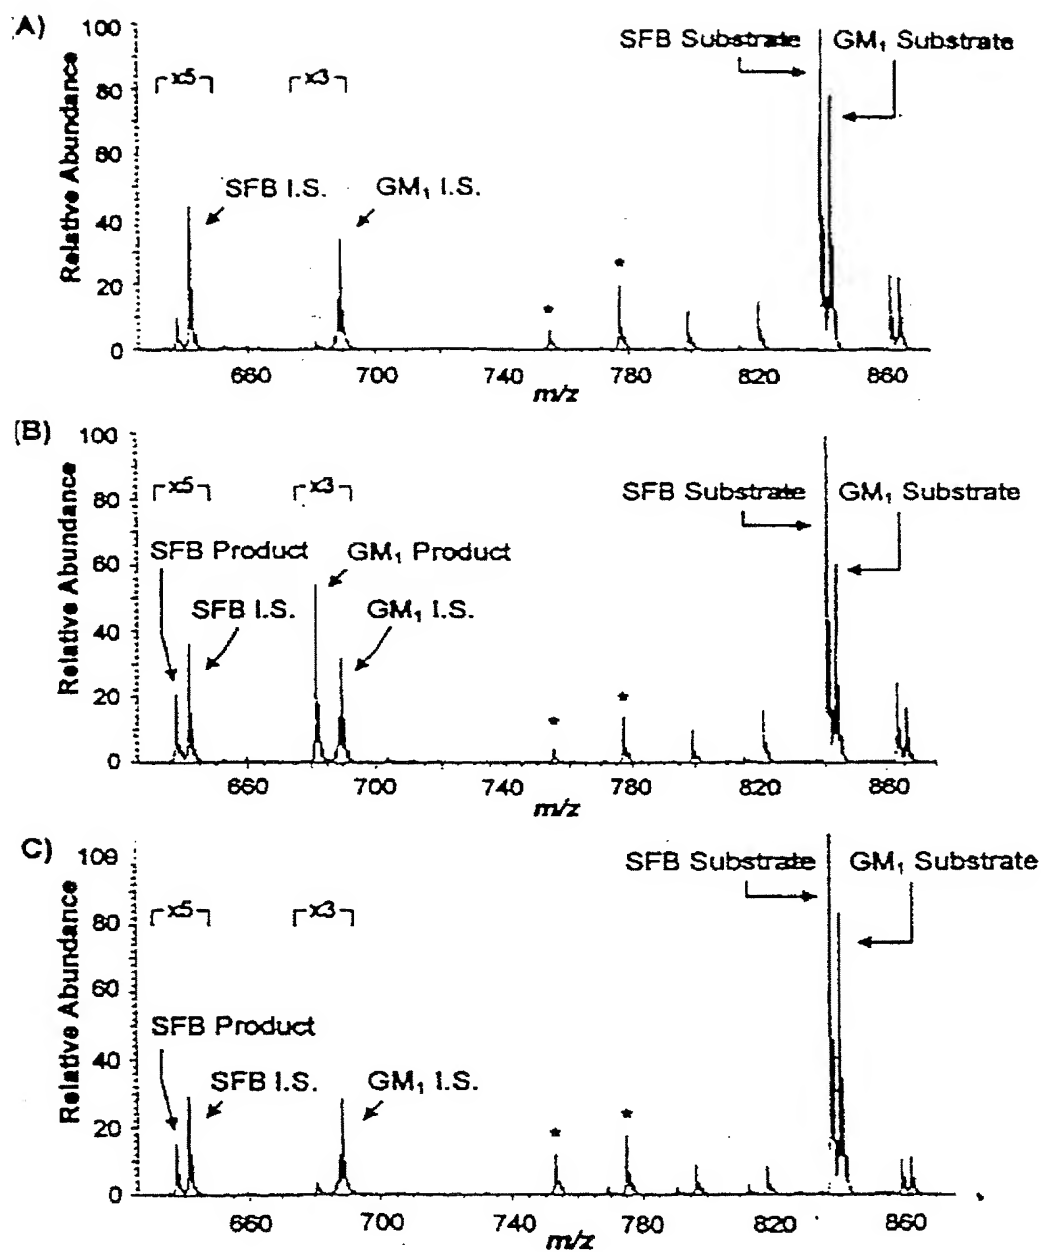 (A)
100
80
60
40
20
0
Relative Abundance
x5
x3
SFB I.S.
GM₁ I.S.
*
*
SFB Substrate
GM₁ Substrate
660
700
740
780
820
860
m/z
(B)
100
80
60
40
20
0
Relative Abundance
x5
x3
SFB Product
SFB I.S.
GM₁ Product
GM₁ I.S.
*
*
SFB Substrate
GM₁ Substrate
660
700
740
780
820
860
m/z
C)
100
80
60
40
20
0
Relative Abundance
x5
x3
SFB Product
SFB I.S.
GM₁ I.S.
*
*
SFB Substrate
GM₁ Substrate
660
700
740
780
820
860
m/z